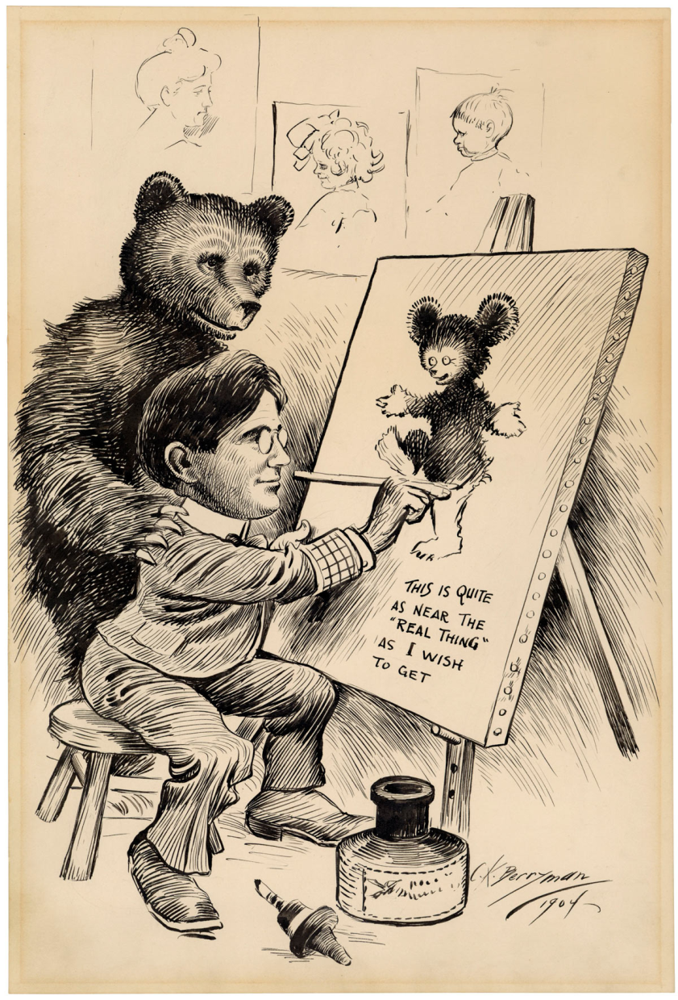 THIS IS QUITE
AS NEAR THE
"REAL THING"
AS I WISH
TO GET
C.K. Berryman
1904